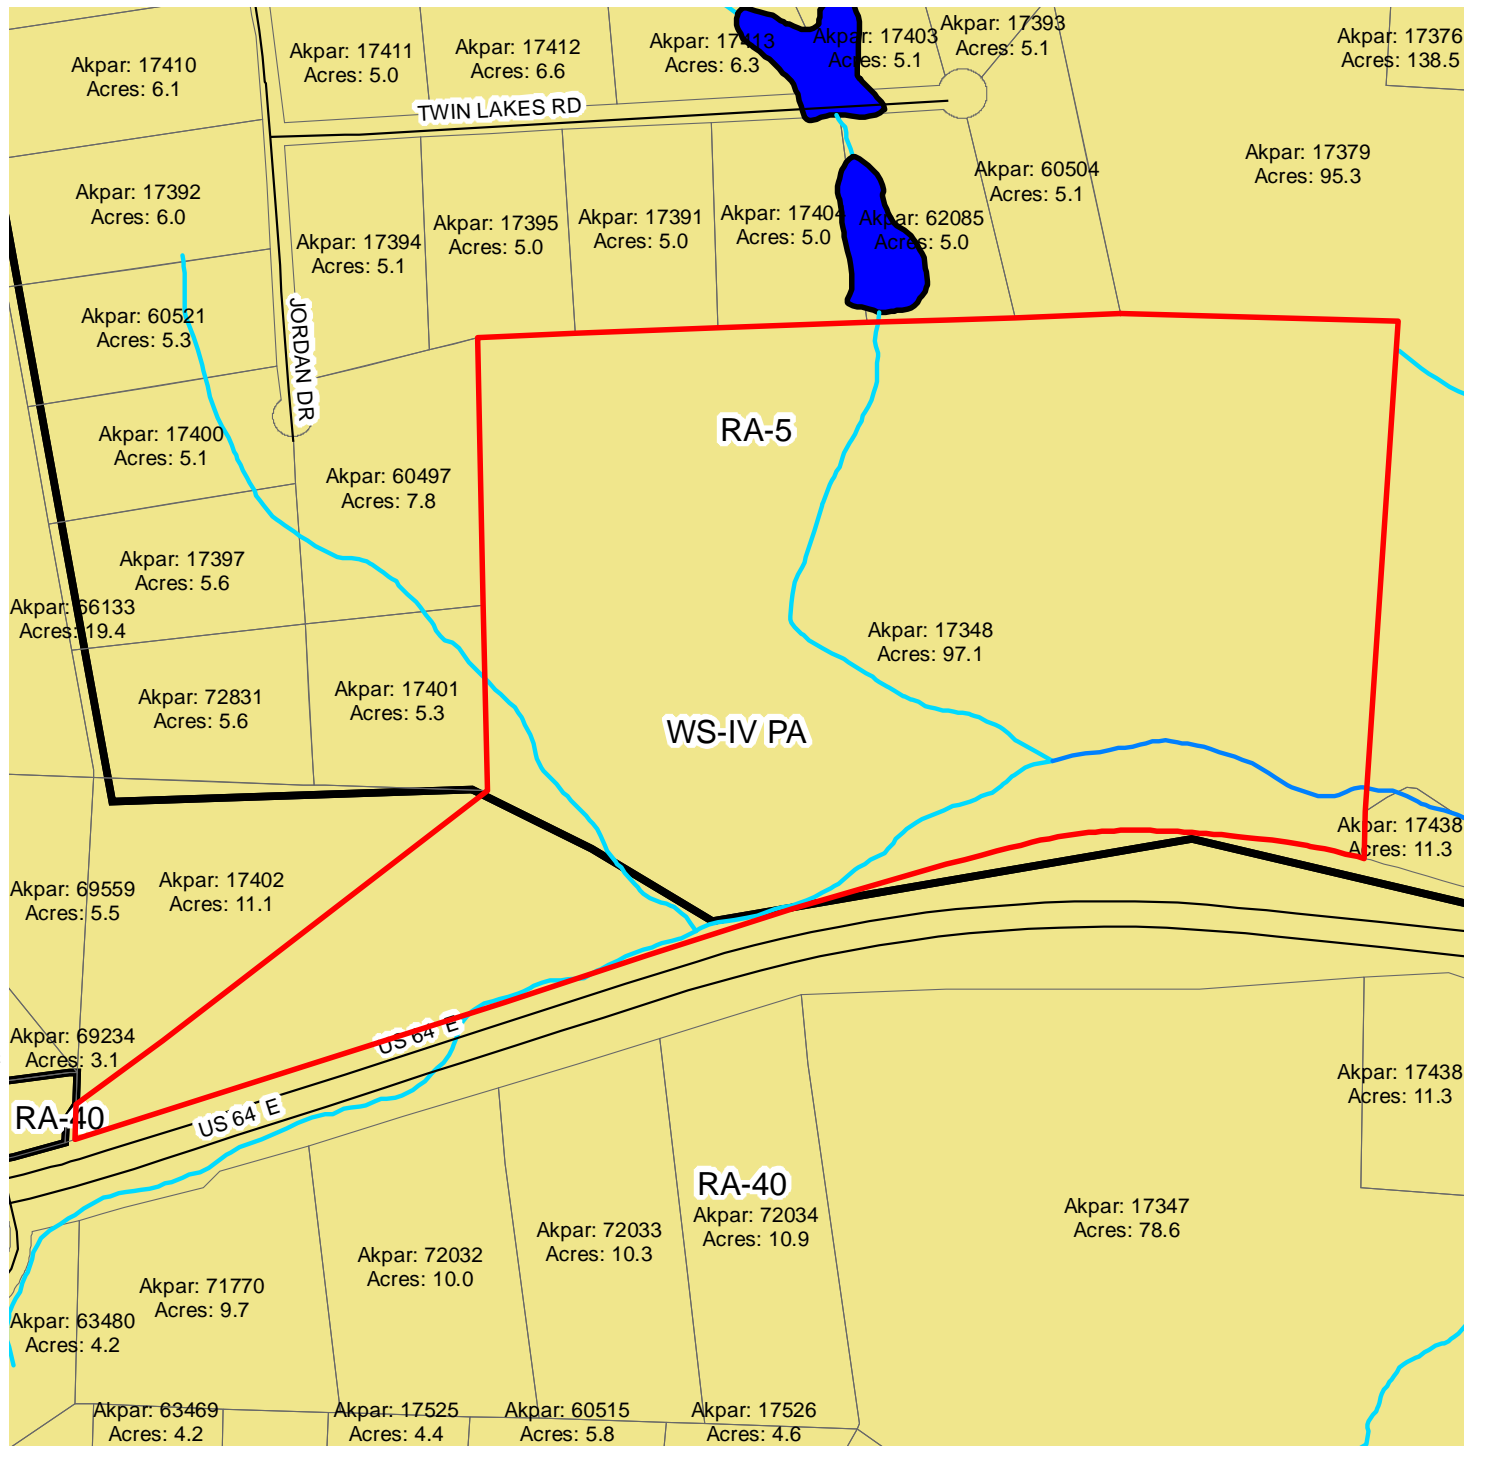 Akpar: 17393
Acres: 5.1
Akpar: 17376
Acres: 138.5
Akpar: 17403
Acres: 5.1
Akpar: 17413
Acres: 6.3
Akpar: 17412
Acres: 6.6
Akpar: 17411
Acres: 5.0
Akpar: 17410
Acres: 6.1
TWIN LAKES RD
Akpar: 17379
Acres: 95.3
Akpar: 60504
Acres: 5.1
Akpar: 17392
Acres: 6.0
Akpar: 17394
Acres: 5.1
Akpar: 17395
Acres: 5.0
Akpar: 17391
Acres: 5.0
Akpar: 17404
Acres: 5.0
Akpar: 62085
Acres: 5.0
Akpar: 60521
Acres: 5.3
JORDAN DR
Akpar: 17400
Acres: 5.1
RA-5
Akpar: 60497
Acres: 7.8
Akpar: 17397
Acres: 5.6
Akpar: 66133
Acres: 19.4
Akpar: 17348
Acres: 97.1
Akpar: 72831
Acres: 5.6
Akpar: 17401
Acres: 5.3
WS-IV PA
Akpar: 17438
Acres: 11.3
Akpar: 69559
Acres: 5.5
Akpar: 17402
Acres: 11.1
Akpar: 69234
Acres: 3.1
US 64 E
US 64 E
RA-40
Akpar: 17438
Acres: 11.3
RA-40
Akpar: 72034
Acres: 10.9
Akpar: 17347
Acres: 78.6
Akpar: 72033
Acres: 10.3
Akpar: 72032
Acres: 10.0
Akpar: 71770
Acres: 9.7
Akpar: 63480
Acres: 4.2
Akpar: 63469
Acres: 4.2
Akpar: 17525
Acres: 4.4
Akpar: 60515
Acres: 5.8
Akpar: 17526
Acres: 4.6